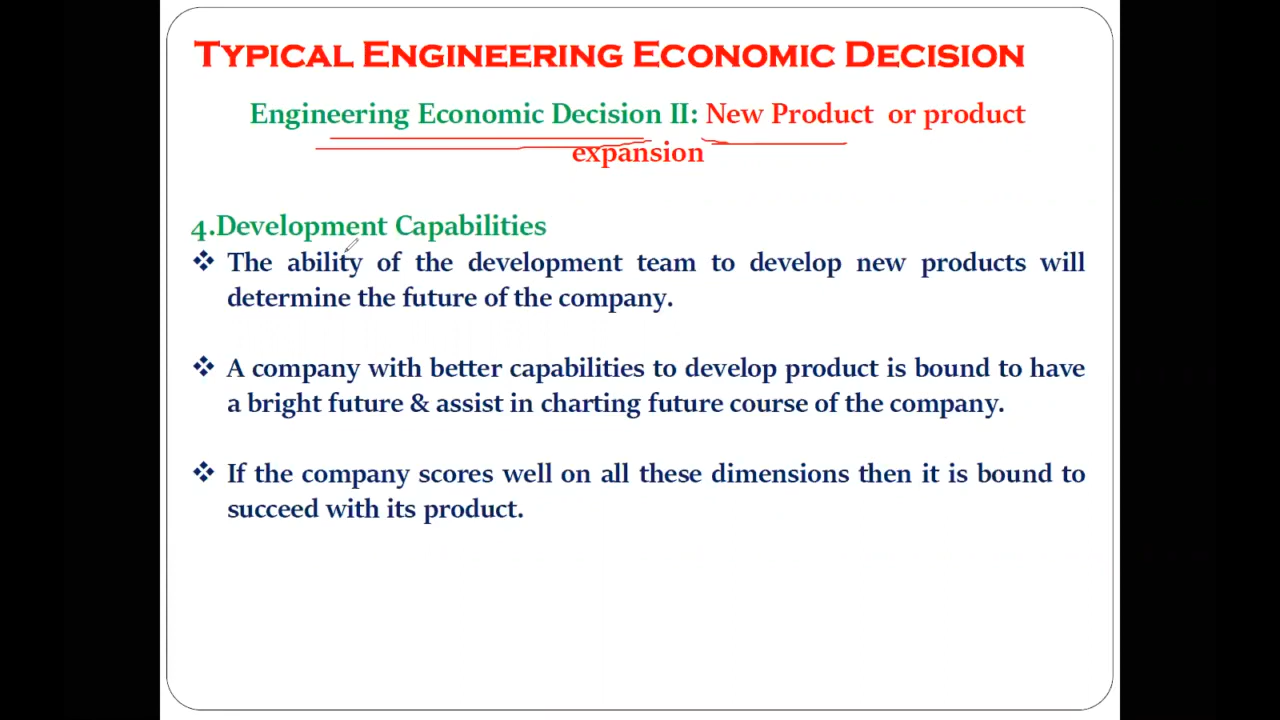 TYPICAL ENGINEERING ECONOMIC DECISION
Engineering Economic Decision II: New Product or product
expansion
4.Development Capabilities
❖ The ability of the development team to develop new products will
determine the future of the company.
❖ A company with better capabilities to develop product is bound to have
a bright future & assist in charting future course of the company.
❖ If the company scores well on all these dimensions then it is bound to
succeed with its product.